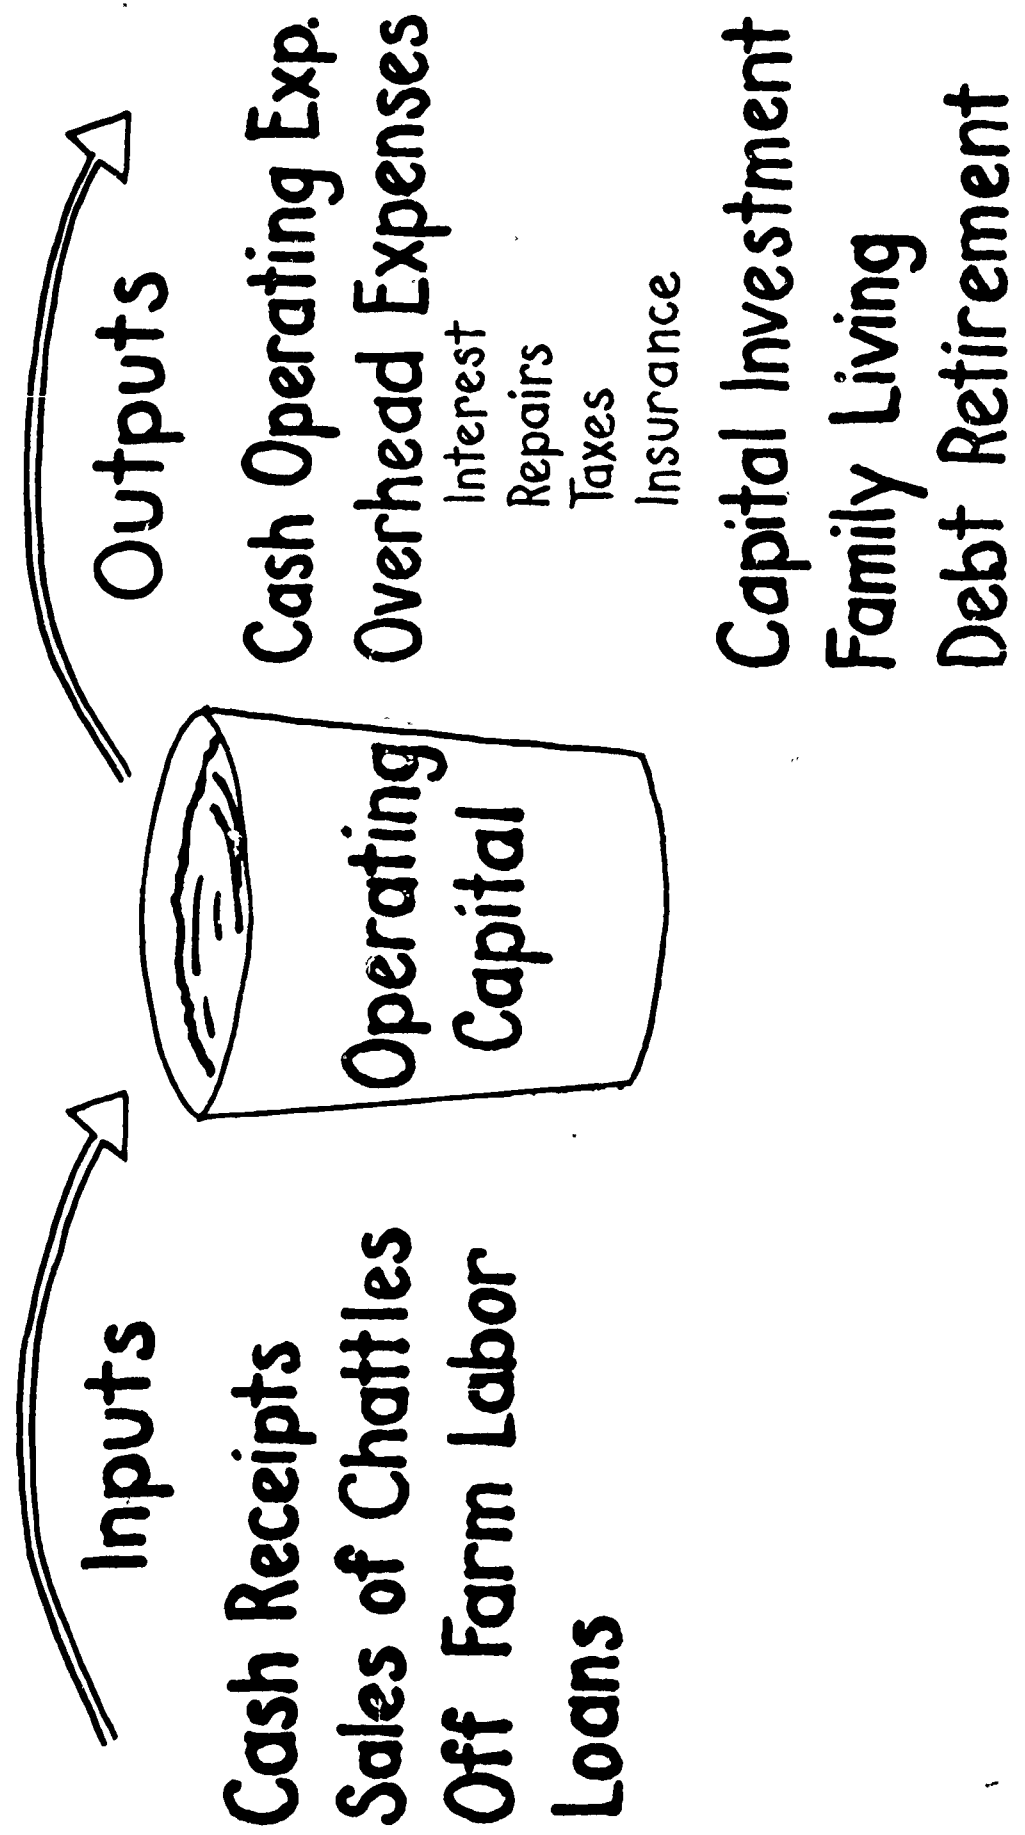 Inputs
Cash Receipts
Sales of Chattles
Off Farm Labor
Loans
Operating
Capital
Outputs
Cash Operating Exp.
Overhead Expenses
Interest
Repairs
Taxes
Insurance
Capital Investment
Family Living
Debt Retirement